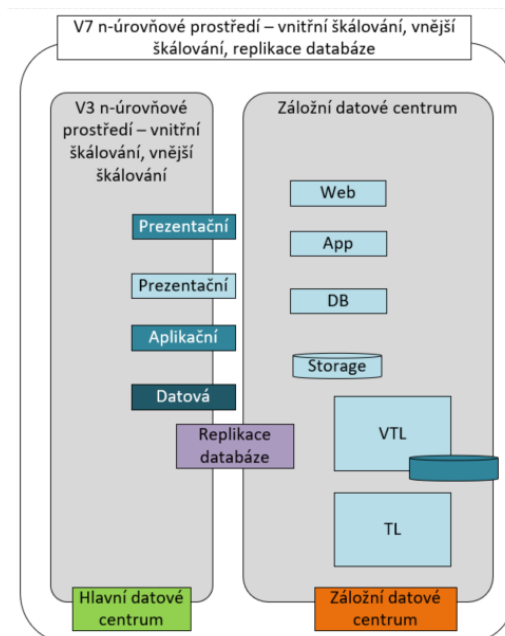 V7 n-úrovňové prostředí – vnitřní škálování, vnější
škálování, replikace databáze
V3 n-úrovňové
prostředí – vnitřní
škálování, vnější
škálování
Prezentační
Prezentační
Aplikační
Datová
Replikace
databáze
Hlavní datové
centrum
Záložní datové centrum
Web
App
DB
Storage
VTL
TL
Záložní datové
centrum